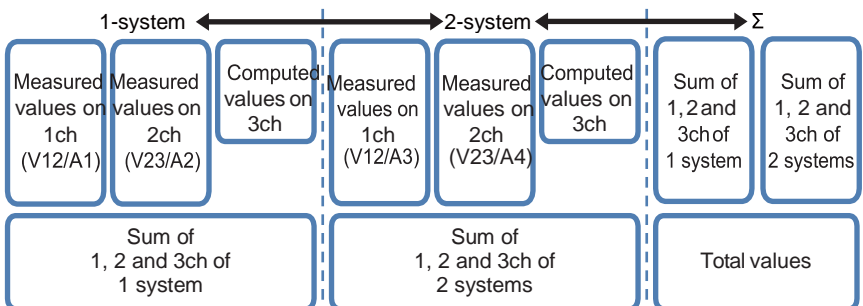 1-system
2-system
Σ
Measured
values on
1ch
(V12/A1)
Measured
values on
2ch
(V23/A2)
Computed
values on
3ch
Measured
values on
1ch
(V12/A3)
Measured
values on
2ch
(V23/A4)
Computed
values on
3ch
Sum of
1,2 and
3ch of
1 system
Sum of
1, 2 and
3ch of
2 systems
Sum of
1, 2 and 3ch of
1 system
Sum of
1, 2 and 3ch of
2 systems
Total values